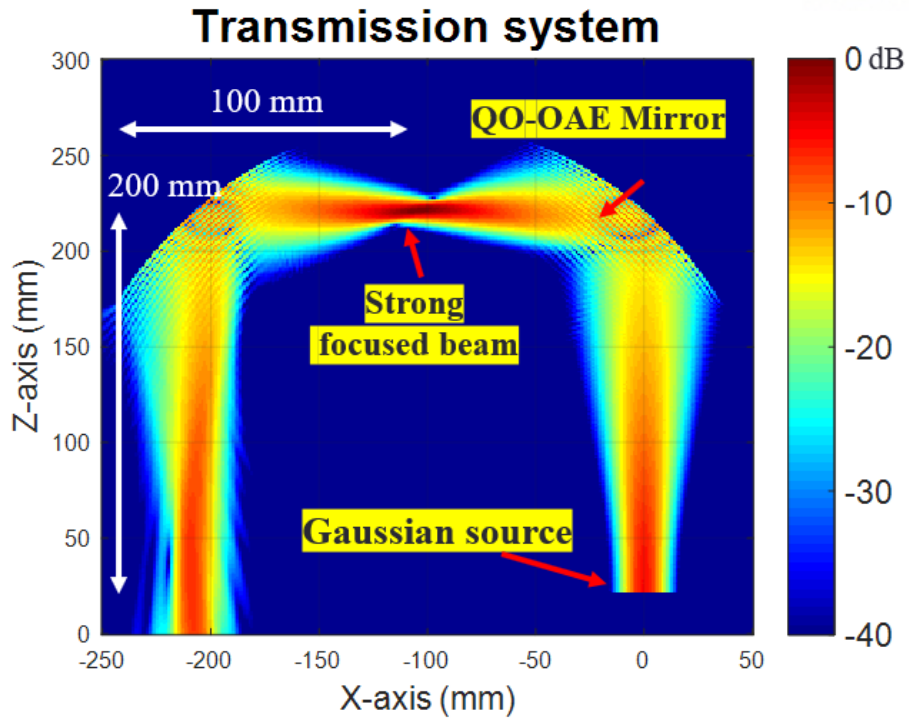 Transmission system
300
250
200
150
100
50
0
Z-axis (mm)
-250
-200
-150
-100
-50
0
50
X-axis (mm)
100 mm
200 mm
QO-OAE Mirror
Strong
focused beam
Gaussian source
0 dB
-10
-20
-30
-40